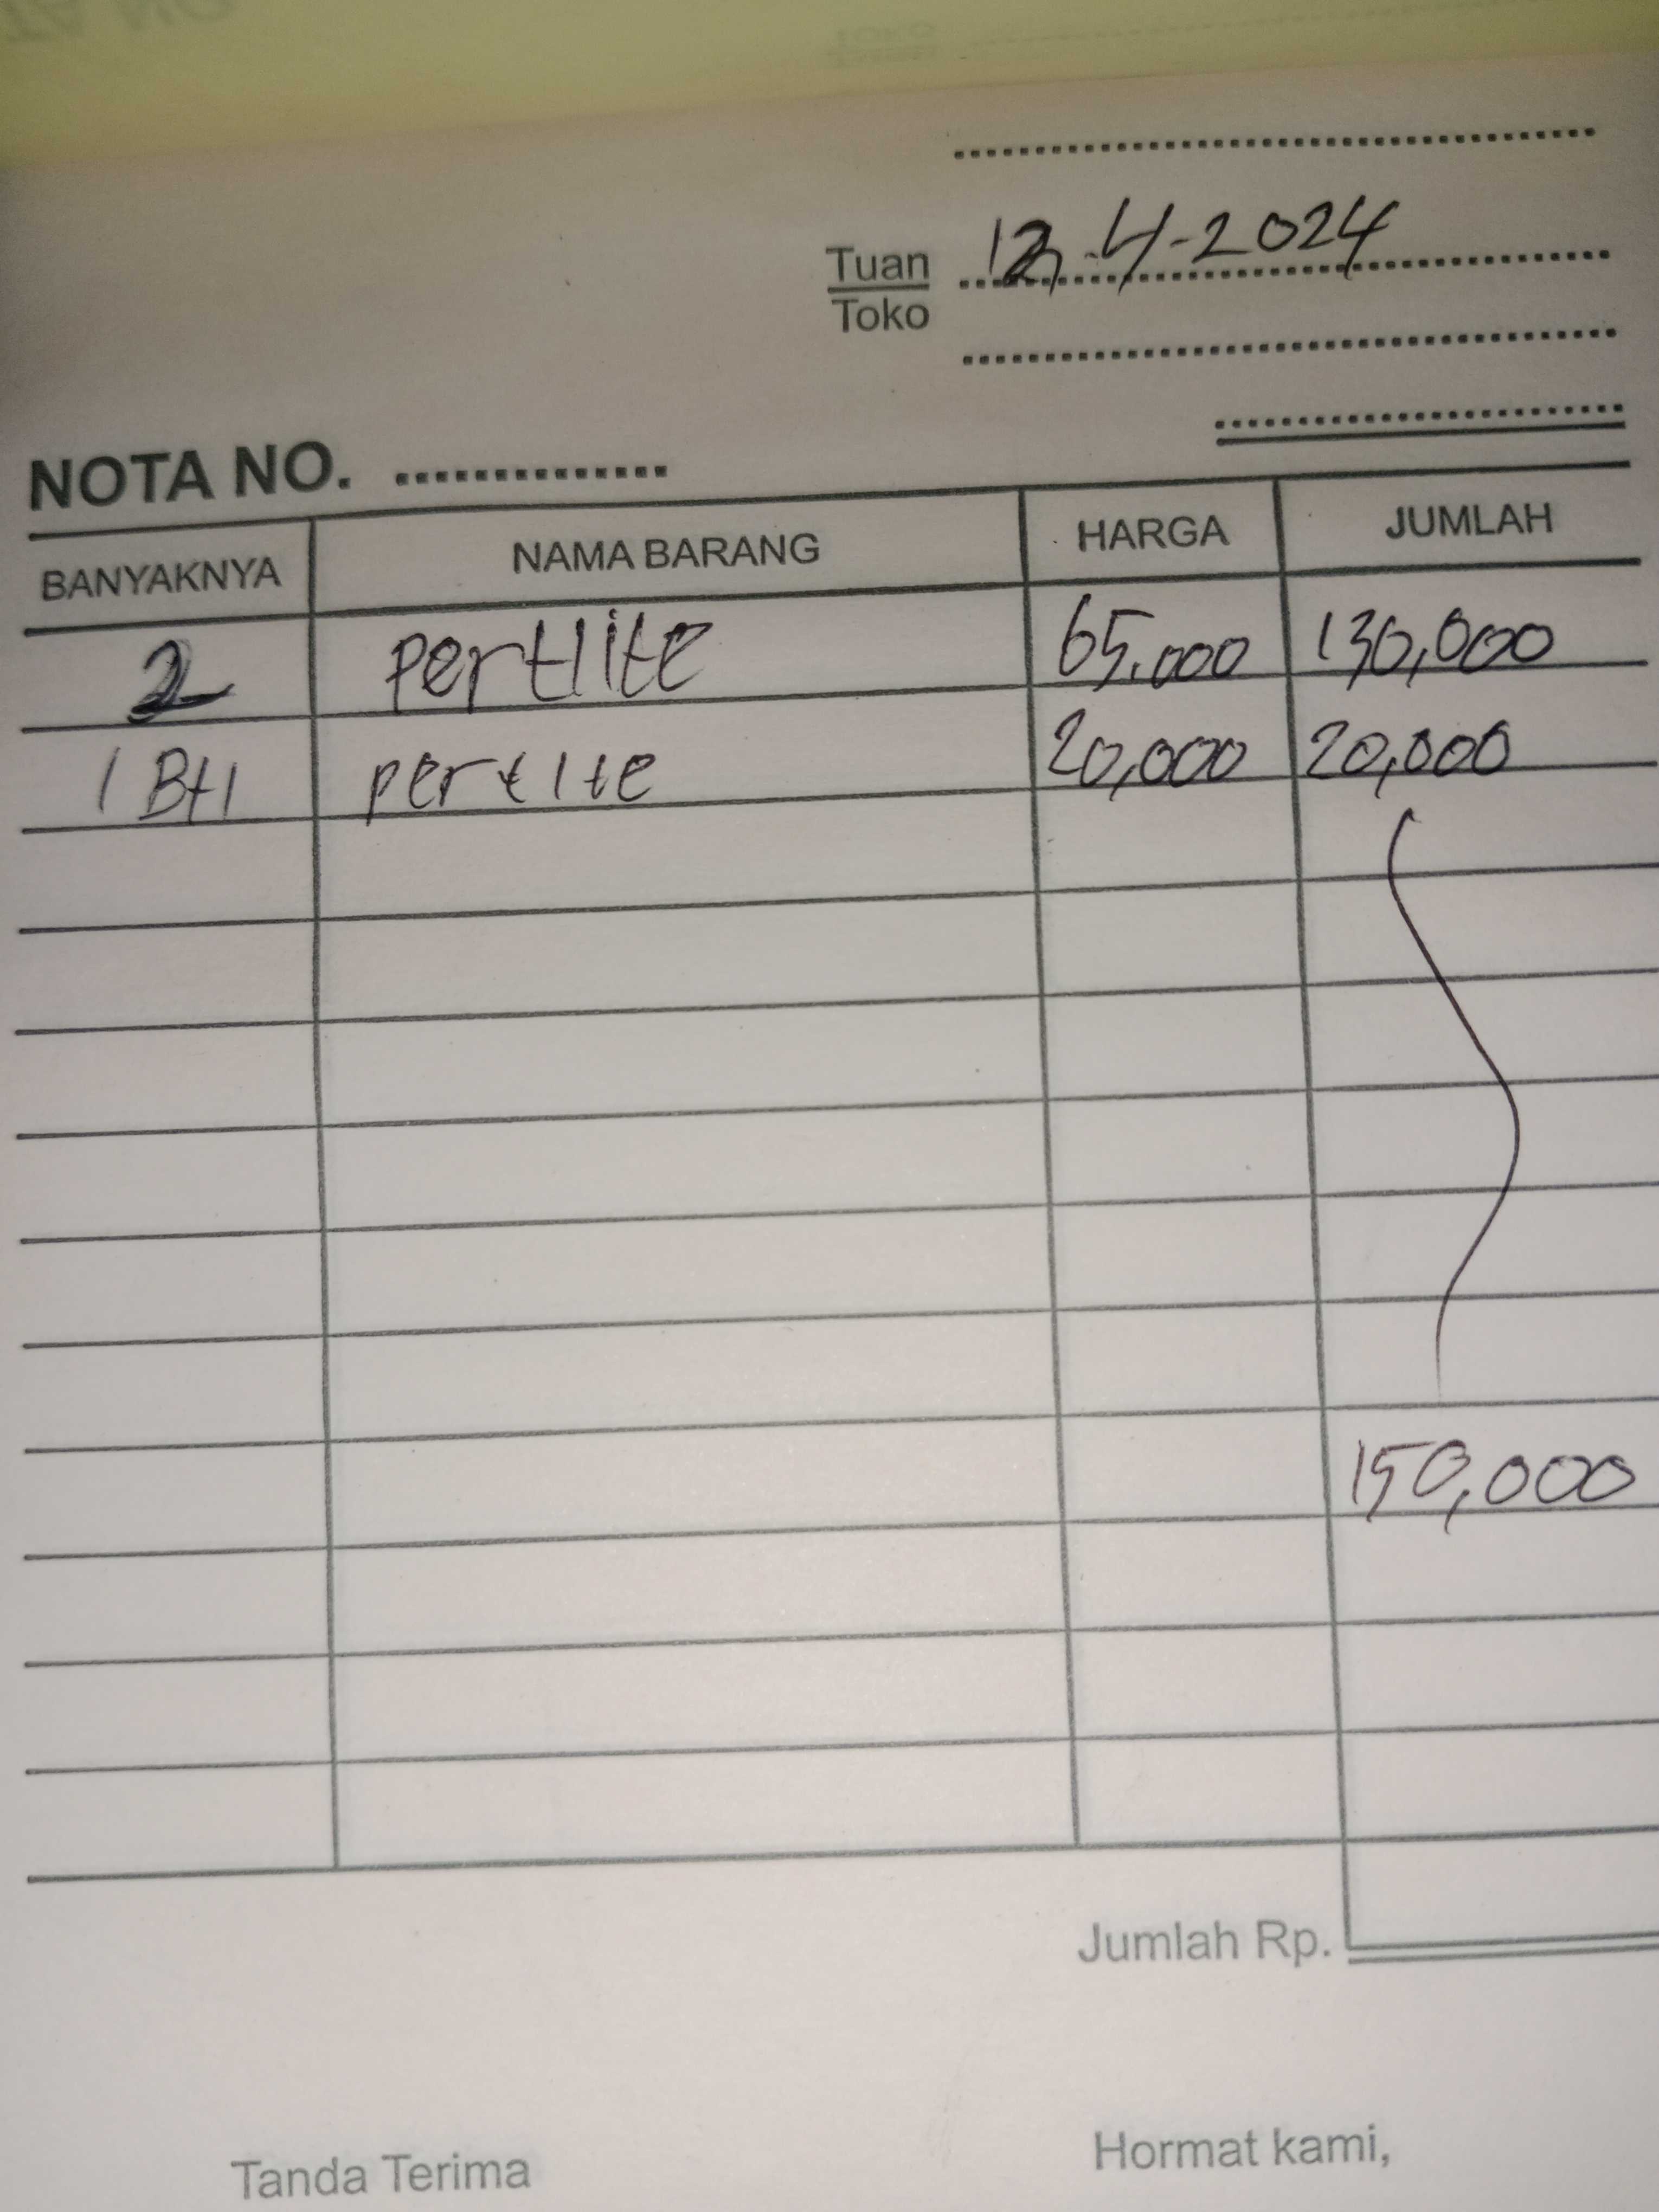 Tuan 12-4-2024
Toko
NOTA NO. ..............
BANYAKNYA NAMA BARANG HARGA JUMLAH
2 pertlite 65.000 130,000
1 Btl pertlte 20,000 20,000
150,000
Jumlah Rp.
Tanda Terima Hormat kami,